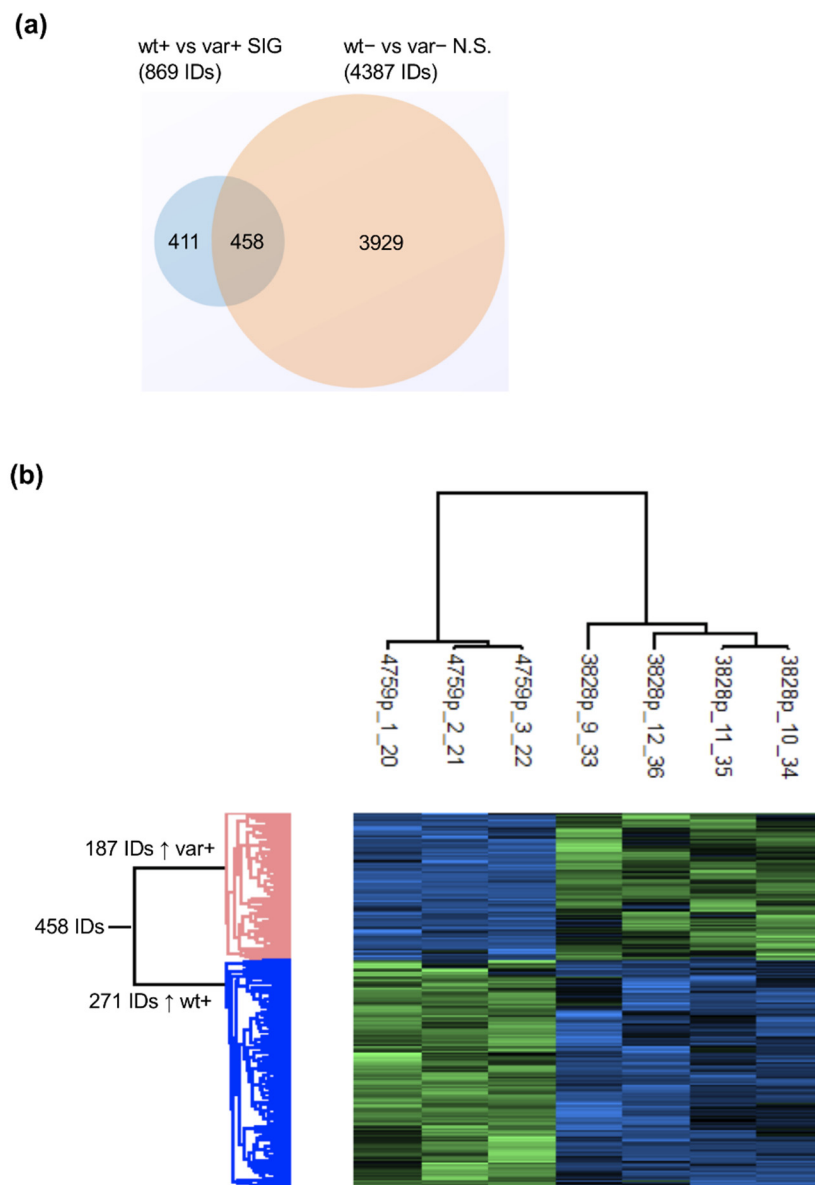 (a)
wt+ vs var+ SIG
(869 IDs)
wt− vs var− N.S.
(4387 IDs)
411
458
3929
(b)
4759p_1_20
4759p_2_21
4759p_3_22
3828p_9_33
3828p_12_36
3828p_11_35
3828p_10_34
187 IDs ↑ var+
458 IDs
271 IDs ↑ wt+